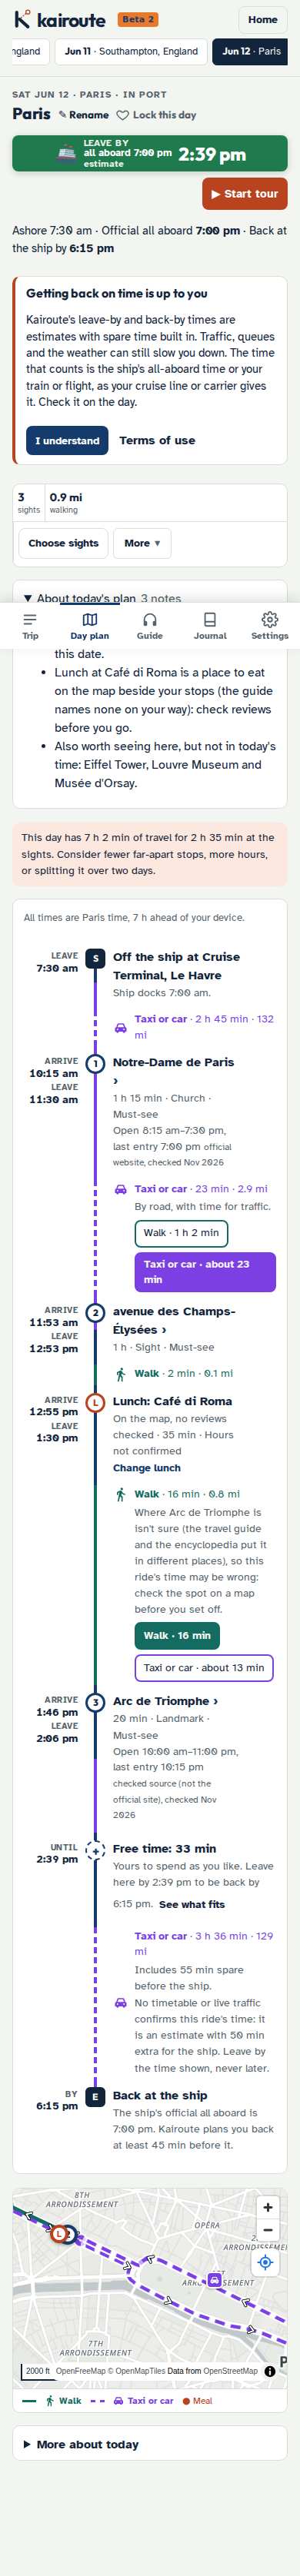 kairoute
Beta 2
Home
ngland
Jun 11 · Southampton, England
Jun 12 · Paris
SAT JUN 12 · PARIS · IN PORT
Paris
✎ Rename
Lock this day
LEAVE BY
all aboard 7:00 pm
estimate
2:39 pm
▶ Start tour
Ashore 7:30 am · Official all aboard 7:00 pm · Back at
the ship by 6:15 pm
Getting back on time is up to you
Kairoute's leave-by and back-by times are
estimates with spare time built in. Traffic, queues
and the weather can still slow you down. The time
that counts is the ship's all-aboard time or your
train or flight, as your cruise line or carrier gives
it. Check it on the day.
I understand
Terms of use
3
sights
0.9 mi
walking
Choose sights
More ▾
▼ About today's plan 3 notes
Trip
Day plan
Guide
Journal
Settings
this date.
• Lunch at Café di Roma is a place to eat
on the map beside your stops (the guide
names none on your way): check reviews
before you go.
• Also worth seeing here, but not in today's
time: Eiffel Tower, Louvre Museum and
Musée d'Orsay.
This day has 7 h 2 min of travel for 2 h 35 min at the
sights. Consider fewer far-apart stops, more hours,
or splitting it over two days.
All times are Paris time, 7 h ahead of your device.
LEAVE
7:30 am
S
Off the ship at Cruise
Terminal, Le Havre
Ship docks 7:00 am.
Taxi or car · 2 h 45 min · 132
mi
ARRIVE
10:15 am
LEAVE
11:30 am
1
Notre-Dame de Paris
›
1 h 15 min · Church ·
Must-see
Open 8:15 am–7:30 pm,
last entry 7:00 pm official
website, checked Nov 2026
Taxi or car · 23 min · 2.9 mi
By road, with time for traffic.
Walk · 1 h 2 min
Taxi or car · about 23
min
ARRIVE
11:53 am
LEAVE
12:53 pm
2
avenue des Champs-
Élysées ›
1 h · Sight · Must-see
Walk · 2 min · 0.1 mi
ARRIVE
12:55 pm
LEAVE
1:30 pm
L
Lunch: Café di Roma
On the map, no reviews
checked · 35 min · Hours
not confirmed
Change lunch
Walk · 16 min · 0.8 mi
Where Arc de Triomphe is
isn't sure (the travel guide
and the encyclopedia put it
in different places), so this
ride's time may be wrong:
check the spot on a map
before you set off.
Walk · 16 min
Taxi or car · about 13 min
ARRIVE
1:46 pm
LEAVE
2:06 pm
3
Arc de Triomphe ›
20 min · Landmark ·
Must-see
Open 10:00 am–11:00 pm,
last entry 10:15 pm
checked source (not the
official site), checked Nov
2026
UNTIL
2:39 pm
+
Free time: 33 min
Yours to spend as you like. Leave
here by 2:39 pm to be back by
6:15 pm. See what fits
Taxi or car · 3 h 36 min · 129
mi
Includes 55 min spare
before the ship.
No timetable or live traffic
confirms this ride's time: it
is an estimate with 50 min
extra for the ship. Leave by
the time shown, never later.
BY
6:15 pm
E
Back at the ship
The ship's official all aboard is
7:00 pm. Kairoute plans you back
at least 45 min before it.
8TH
ARRONDISSEMENT
OPÉRA
7TH
ARRONDISSEMENT
L
2
+
−
P
2000 ft
OpenFreeMap © OpenMapTiles Data from OpenStreetMap
Walk
Taxi or car
Meal
▶ More about today